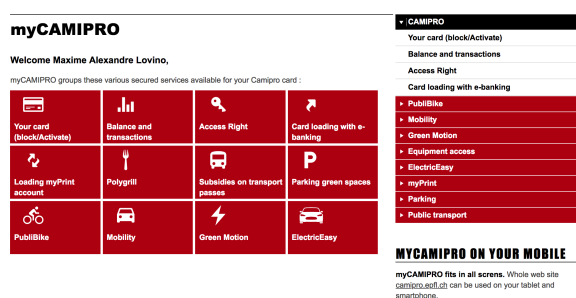 myCAMIPRO
Welcome Maxime Alexandre Lovino,
myCAMIPRO groups these various secured services available for your Camipro card :
Your card
(block/Activate)
Balance and
transactions
Access Right
Card loading with e-
banking
Loading myPrint
account
Polygrill
Subsidies on transport
passes
P
Parking green spaces
PubliBike
Mobility
Green Motion
ElectricEasy
CAMIPRO
Your card (block/Activate)
Balance and transactions
Access Right
Card loading with e-banking
PubliBike
Mobility
Green Motion
Equipment access
ElectricEasy
myPrint
Parking
Public transport
MYCAMIPRO ON YOUR MOBILE
myCAMIPRO fits in all screns. Whole web site
camipro.epfl.ch can be used on your tablet and
smartphone.